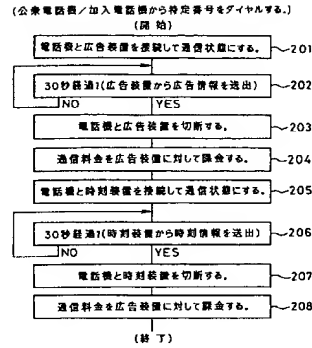 (公衆電話/加入電話から特定番号をダイヤルする。)
(開始)
電話機と広告装置を接続して通信状態にする。 201
30秒経過?(広告装置から広告情報を送出) 202
NO YES
電話機と広告装置を切断する。 203
通信料金を広告装置に対して課金する。 204
電話機と時刻装置を接続して通信状態にする。 205
30秒経過?(時刻装置から時刻情報を送出) 206
NO YES
電話機と時刻装置を切断する。 207
通信料金を広告装置に対して課金する。 208
(終了)